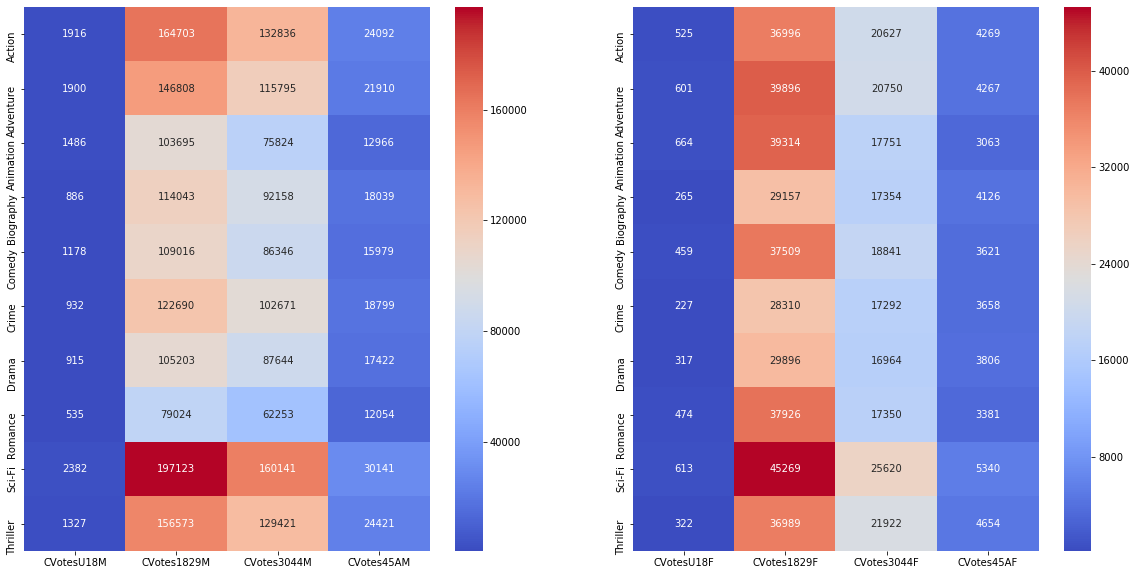 Action 1916 164703 132836 24092
Adventure 1900 146808 115795 21910
Animation 1486 103695 75824 12966
Biography 886 114043 92158 18039
Comedy 1178 109016 86346 15979
Crime 932 122690 102671 18799
Drama 915 105203 87644 17422
Romance 535 79024 62253 12054
Sci-Fi 2382 197123 160141 30141
Thriller 1327 156573 129421 24421
CVotesU18M CVotes1829M CVotes3044M CVotes45AM
160000
120000
80000
40000
Action 525 36996 20627 4269
Adventure 601 39896 20750 4267
Animation 664 39314 17751 3063
Biography 265 29157 17354 4126
Comedy 459 37509 18841 3621
Crime 227 28310 17292 3658
Drama 317 29896 16964 3806
Romance 474 37926 17350 3381
Sci-Fi 613 45269 25620 5340
Thriller 322 36989 21922 4654
CVotesU18F CVotes1829F CVotes3044F CVotes45AF
40000
32000
24000
16000
8000